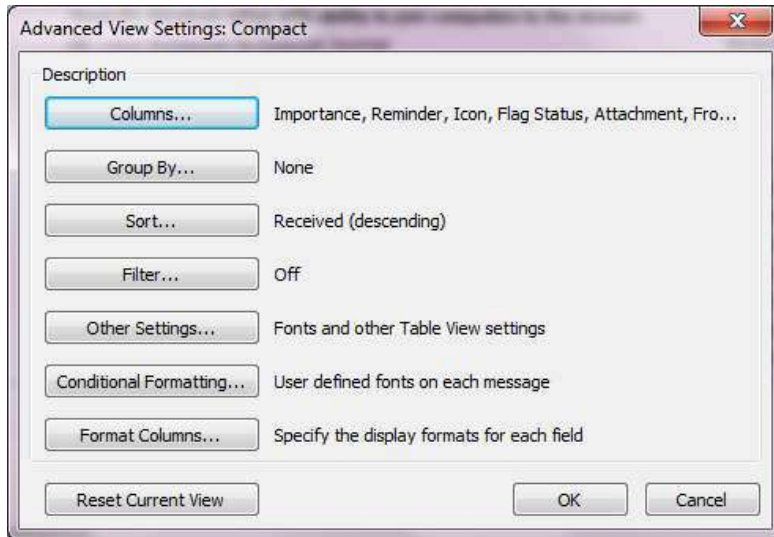 Advanced View Settings: Compact
Description
Columns... Importance, Reminder, Icon, Flag Status, Attachment, Fro...
Group By... None
Sort... Received (descending)
Filter... Off
Other Settings... Fonts and other Table View settings
Conditional Formatting... User defined fonts on each message
Format Columns... Specify the display formats for each field
Reset Current View OK Cancel